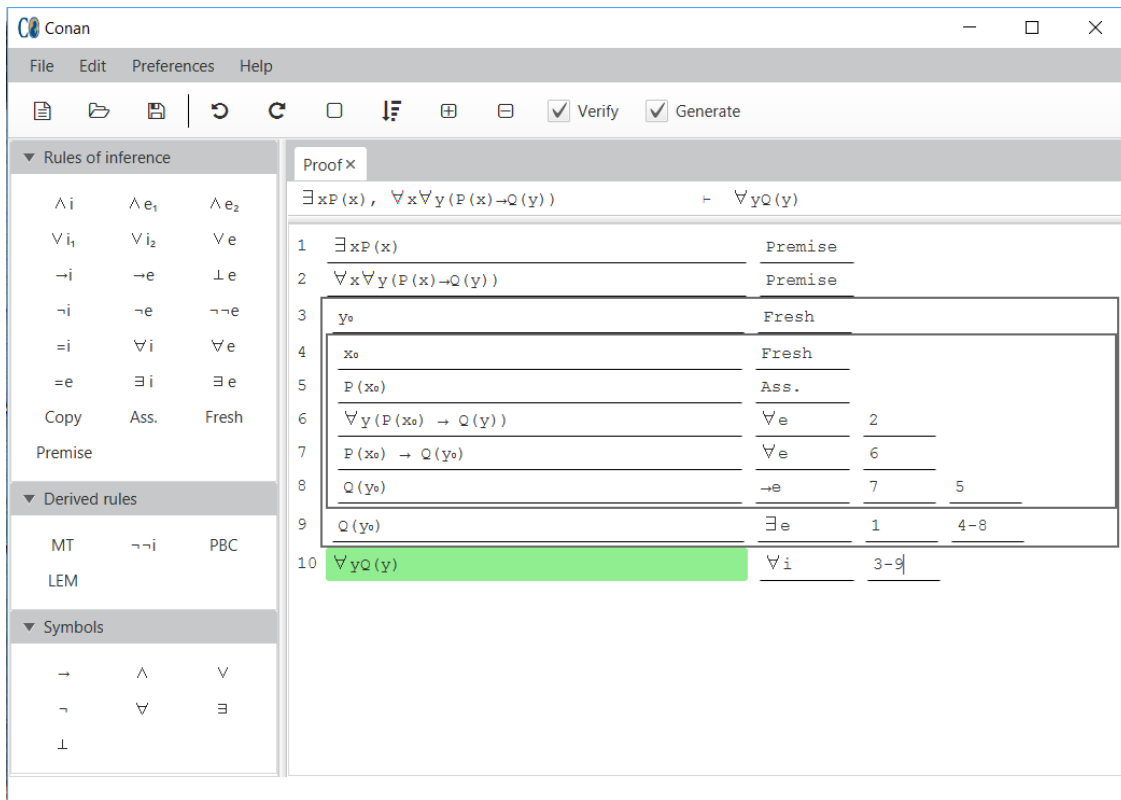 Conan
File Edit Preferences Help
Verify Generate
Rules of inference
∧i ∧e₁ ∧e₂
∨i₁ ∨i₂ ∨e
→i →e ⊥e
¬i ¬e ¬¬e
=i ∀i ∀e
=e ∃i ∃e
Copy Ass. Fresh
Premise
Derived rules
MT ¬¬i PBC
LEM
Symbols
→ ∧ ∨
¬ ∀ ∃
⊥
Proof
∃xP(x), ∀x∀y(P(x)→Q(y)) ⊢ ∀yQ(y)
1 ∃xP(x) Premise
2 ∀x∀y(P(x)→Q(y)) Premise
3 y₀ Fresh
4 x₀ Fresh
5 P(x₀) Ass.
6 ∀y(P(x₀) → Q(y)) ∀e 2
7 P(x₀) → Q(y₀) ∀e 6
8 Q(y₀) →e 7 5
9 Q(y₀) ∃e 1 4-8
10 ∀yQ(y) ∀i 3-9